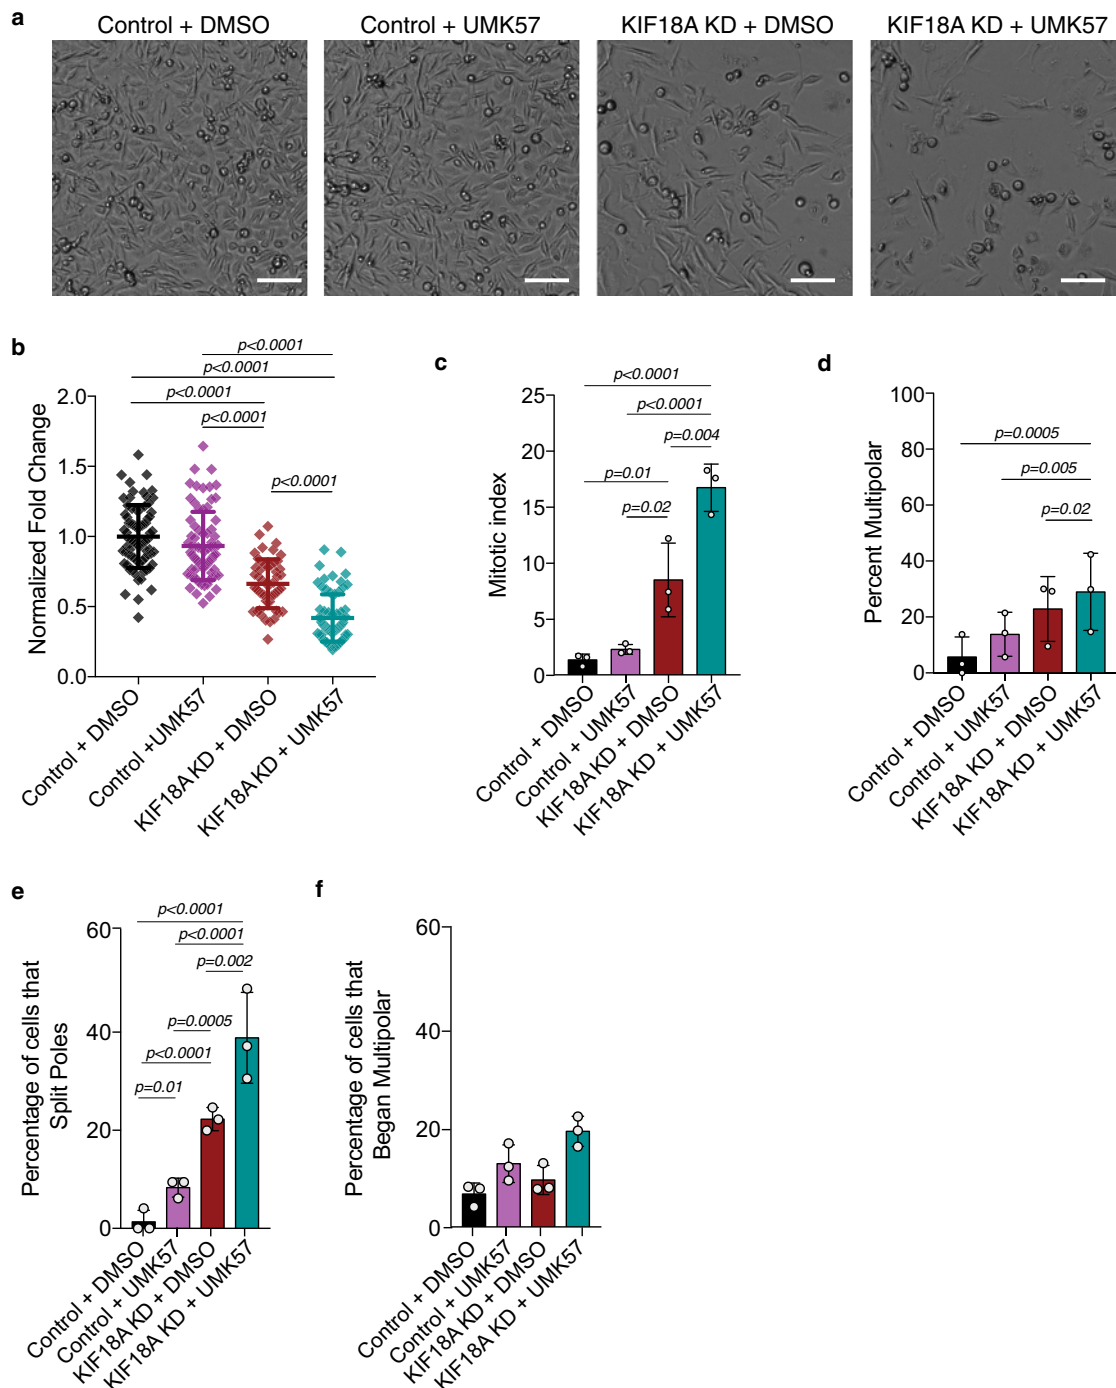 a
Control + DMSO
Control + UMK57
KIF18A KD + DMSO
KIF18A KD + UMK57
b
Normalized Fold Change
2.0
1.5
1.0
0.5
0.0
p<0.0001
p<0.0001
p<0.0001
p<0.0001
p<0.0001
Control + DMSO
Control +UMK57
KIF18A KD + DMSO
KIF18A KD + UMK57
c
Mitotic index
25
20
15
10
5
0
p<0.0001
p<0.0001
p=0.004
p=0.01
p=0.02
Control + DMSO
Control + UMK57
KIF18A KD + DMSO
KIF18A KD + UMK57
d
Percent Multipolar
100
80
60
40
20
0
p=0.0005
p=0.005
p=0.02
Control + DMSO
Control + UMK57
KIF18A KD + DMSO
KIF18A KD + UMK57
e
Percentage of cells that
Split Poles
60
40
20
0
p<0.0001
p<0.0001
p=0.002
p=0.0005
p<0.0001
p=0.01
Control + DMSO
Control + UMK57
KIF18A KD + DMSO
KIF18A KD + UMK57
f
Percentage of cells that
Began Multipolar
60
40
20
0
Control + DMSO
Control + UMK57
KIF18A KD + DMSO
KIF18A KD + UMK57